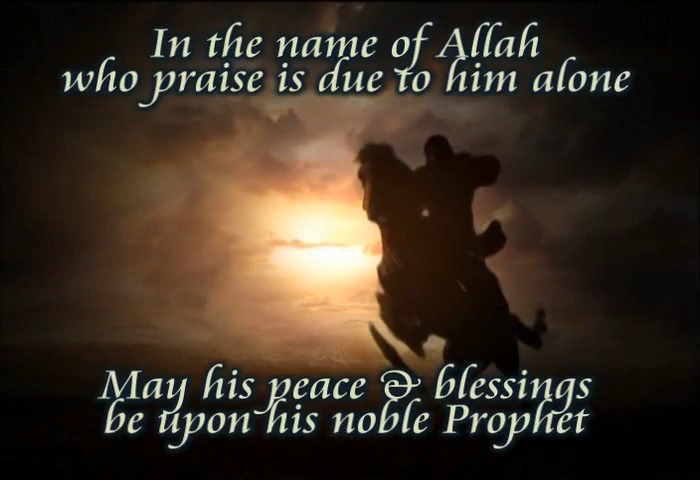 In the name of Allah
who praise is due to him alone
May his peace & blessings
be upon his noble Prophet